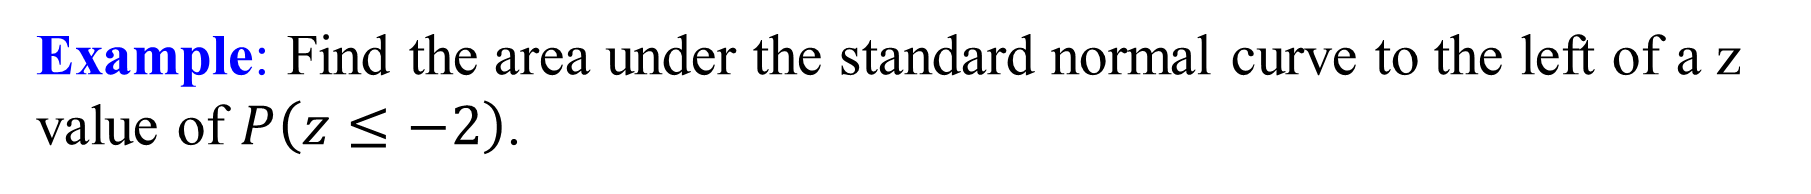 Example: Find the area under the standard normal curve to the left of a z
value of P(z ≤ −2).